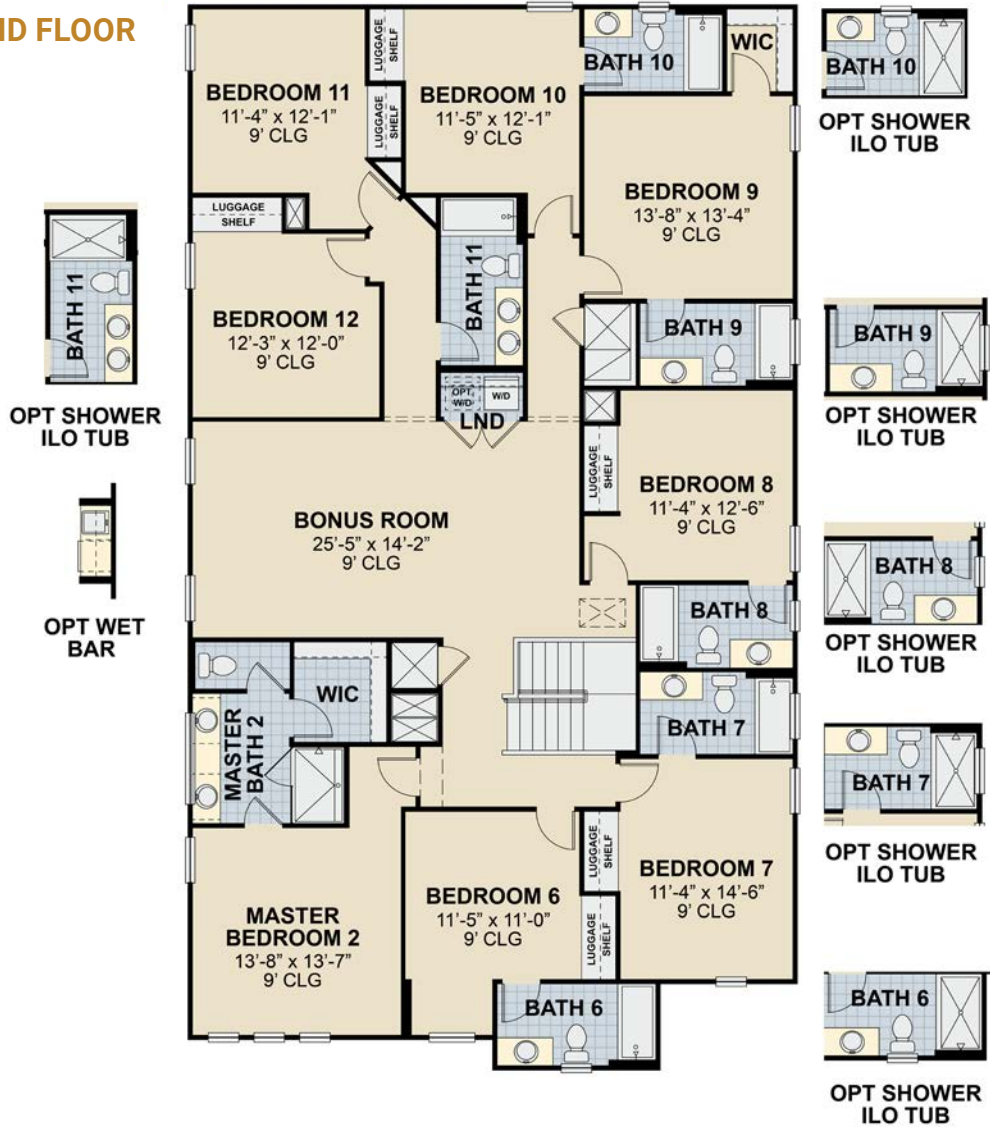 ND FLOOR
BEDROOM 11
11'-4" x 12'-1"
9' CLG
LUGGAGE
SHELF
LUGGAGE
SHELF
BEDROOM 10
11'-5" x 12'-1"
9' CLG
BATH 10
WIC
BATH 10
OPT SHOWER
ILO TUB
BEDROOM 9
13'-8" x 13'-4"
9' CLG
LUGGAGE
SHELF
BATH 11
OPT SHOWER
ILO TUB
BEDROOM 12
12'-3" x 12'-0"
9' CLG
BATH 11
BATH 9
BATH 9
OPT SHOWER
ILO TUB
OPT
W/D
W/D
LND
LUGGAGE
SHELF
BEDROOM 8
11'-4" x 12'-6"
9' CLG
BONUS ROOM
25'-5" x 14'-2"
9' CLG
OPT WET
BAR
BATH 8
BATH 8
OPT SHOWER
ILO TUB
WIC
MASTER
BATH 2
BATH 7
BATH 7
OPT SHOWER
ILO TUB
LUGGAGE
SHELF
BEDROOM 7
11'-4" x 14'-6"
9' CLG
BEDROOM 6
11'-5" x 11'-0"
9' CLG
LUGGAGE
SHELF
MASTER
BEDROOM 2
13'-8" x 13'-7"
9' CLG
BATH 6
BATH 6
OPT SHOWER
ILO TUB